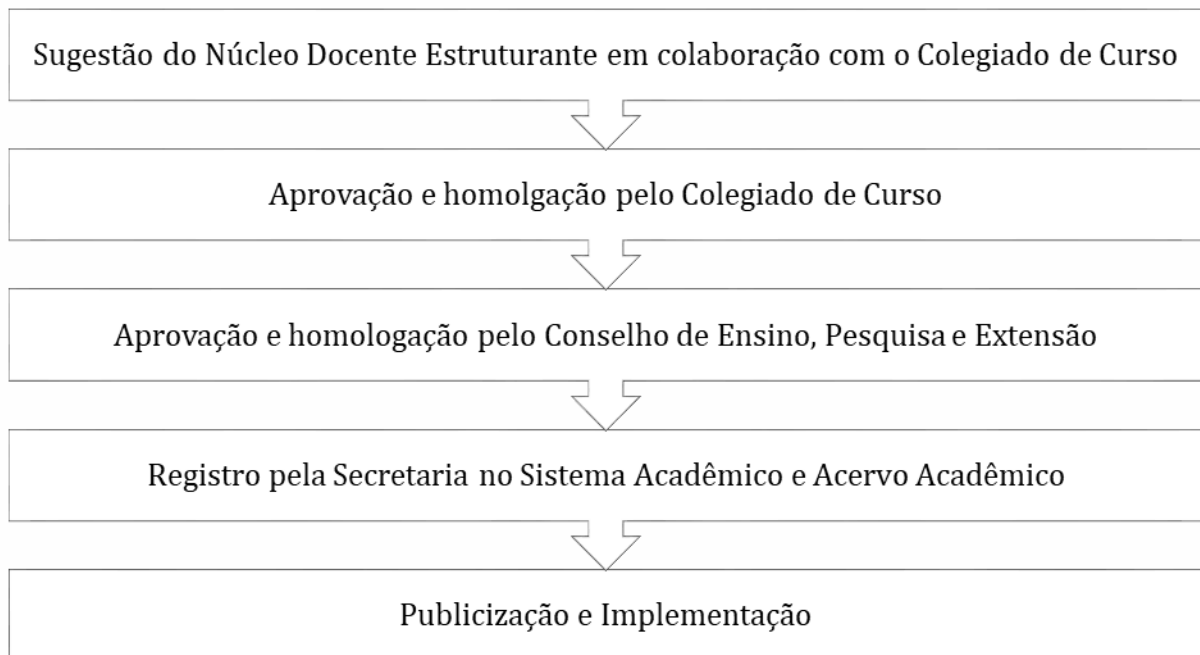 Sugestão do Núcleo Docente Estruturante em colaboração com o Colegiado de Curso
Aprovação e homolgação pelo Colegiado de Curso
Aprovação e homologação pelo Conselho de Ensino, Pesquisa e Extensão
Registro pela Secretaria no Sistema Acadêmico e Acervo Acadêmico
Publicização e Implementação